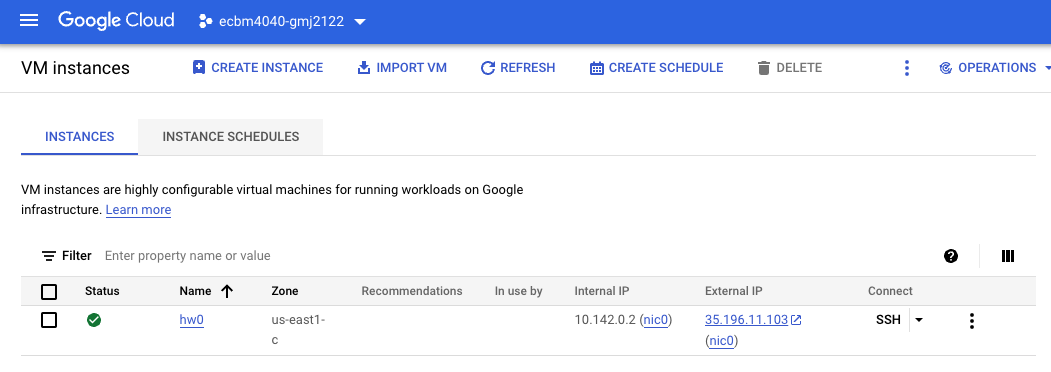 Google Cloud ecbm4040-gmj2122
VM instances CREATE INSTANCE IMPORT VM REFRESH CREATE SCHEDULE DELETE OPERATIONS
INSTANCES INSTANCE SCHEDULES
VM instances are highly configurable virtual machines for running workloads on Google
infrastructure. Learn more
Filter Enter property name or value
Status Name Zone Recommendations In use by Internal IP External IP Connect
hw0 us-east1- 10.142.0.2 (nic0) 35.196.11.103 SSH
c (nic0)